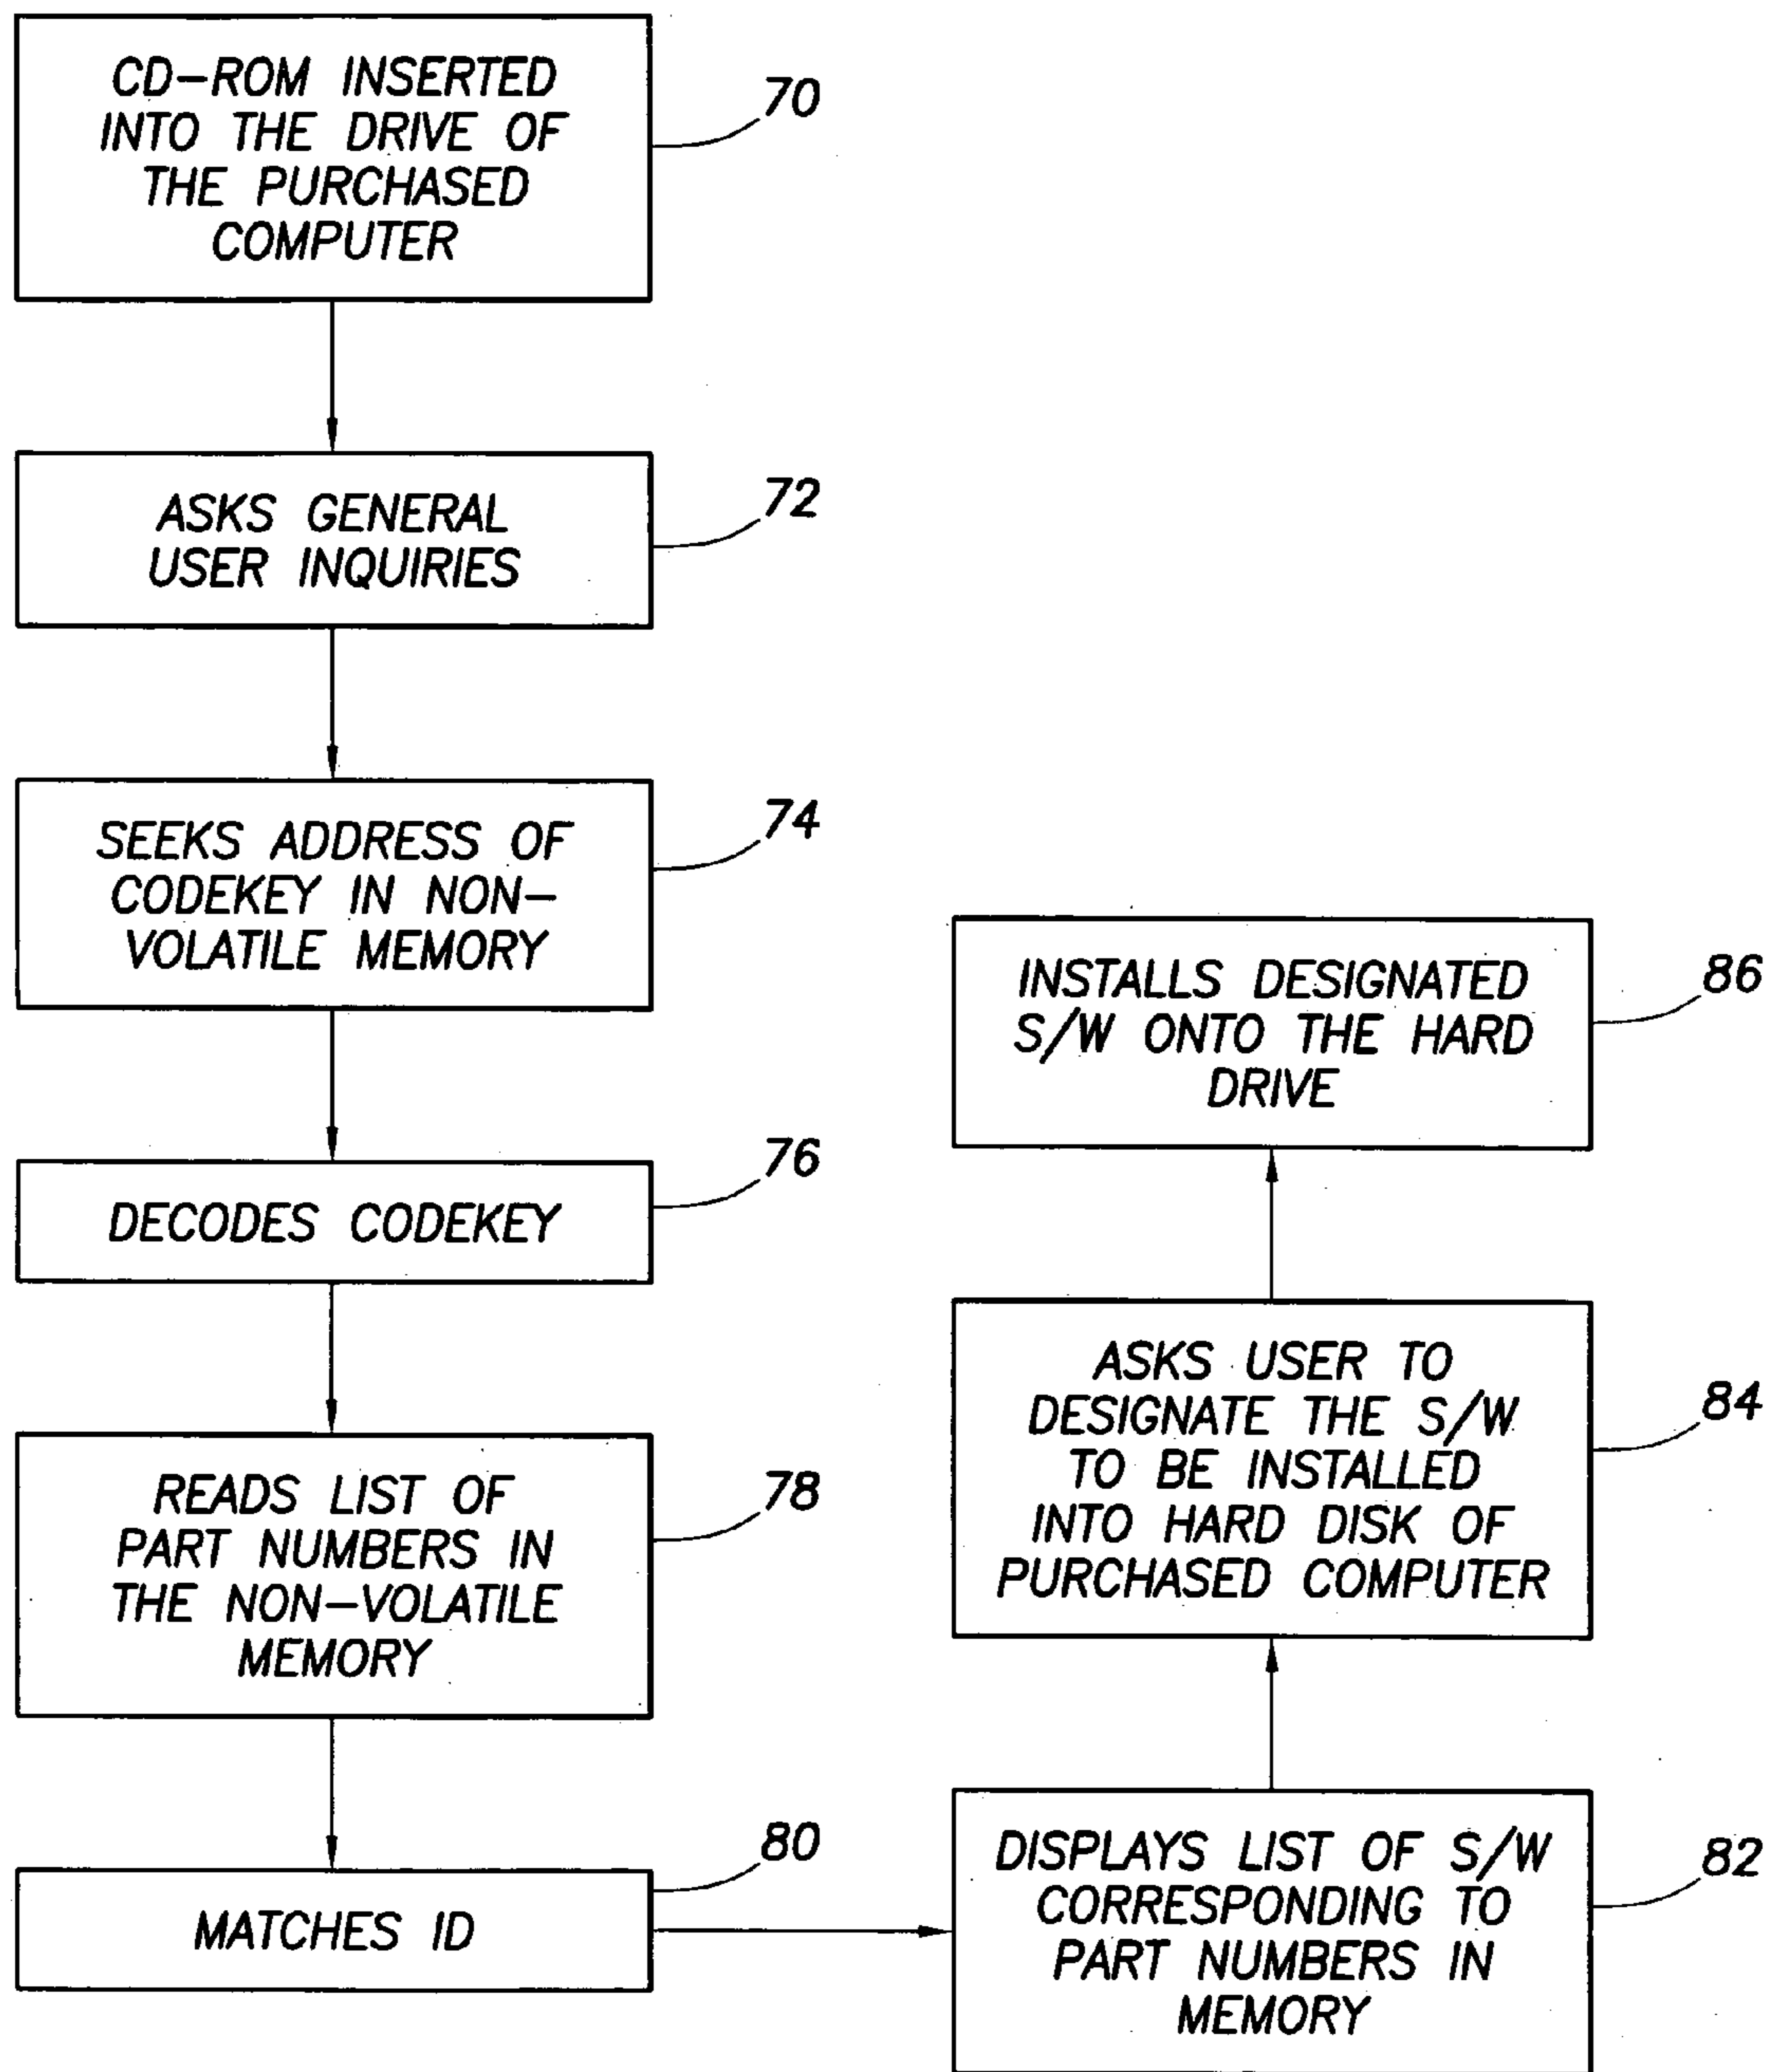 CD-ROM INSERTED
INTO THE DRIVE OF
THE PURCHASED
COMPUTER
70
ASKS GENERAL
USER INQUIRIES
72
SEEKS ADDRESS OF
CODEKEY IN NON-
VOLATILE MEMORY
74
DECODES CODEKEY
76
READS LIST OF
PART NUMBERS IN
THE NON-VOLATILE
MEMORY
78
MATCHES ID
80
DISPLAYS LIST OF S/W
CORRESPONDING TO
PART NUMBERS IN
MEMORY
82
ASKS USER TO
DESIGNATE THE S/W
TO BE INSTALLED
INTO HARD DISK OF
PURCHASED COMPUTER
84
INSTALLS DESIGNATED
S/W ONTO THE HARD
DRIVE
86